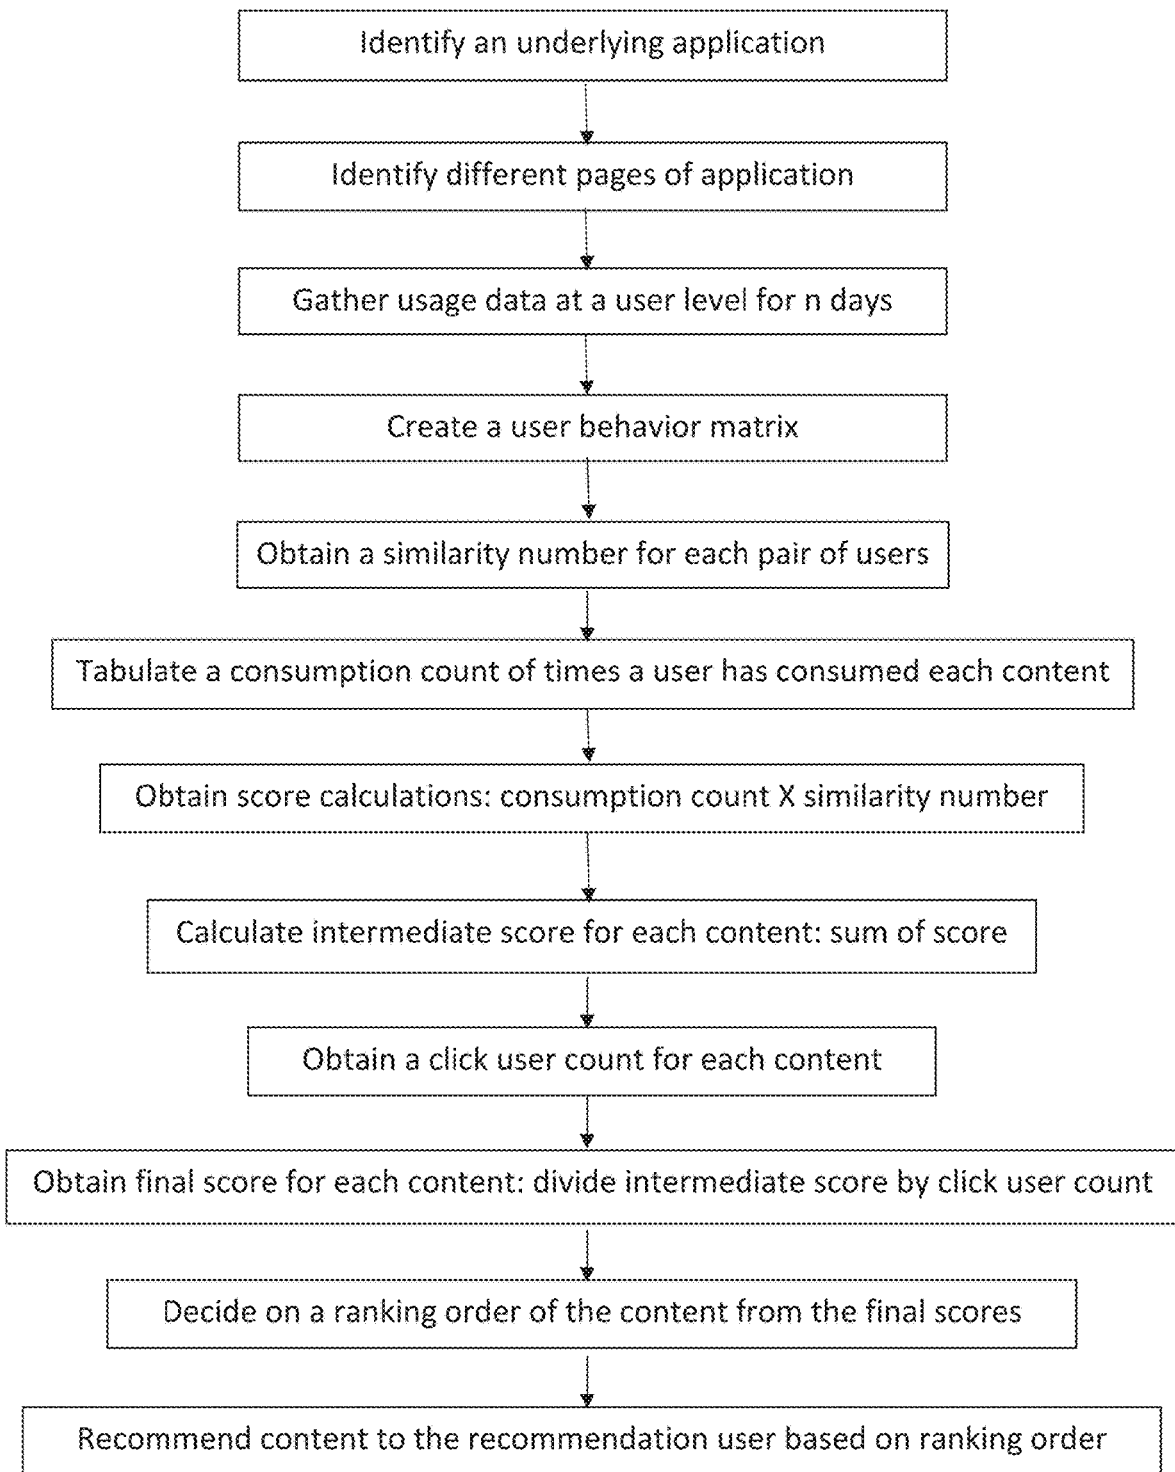 Identify an underlying application
Identify different pages of application
Gather usage data at a user level for n days
Create a user behavior matrix
Obtain a similarity number for each pair of users
Tabulate a consumption count of times a user has consumed each content
Obtain score calculations: consumption count X similarity number
Calculate intermediate score for each content: sum of score
Obtain a click user count for each content
Obtain final score for each content: divide intermediate score by click user count
Decide on a ranking order of the content from the final scores
Recommend content to the recommendation user based on ranking order